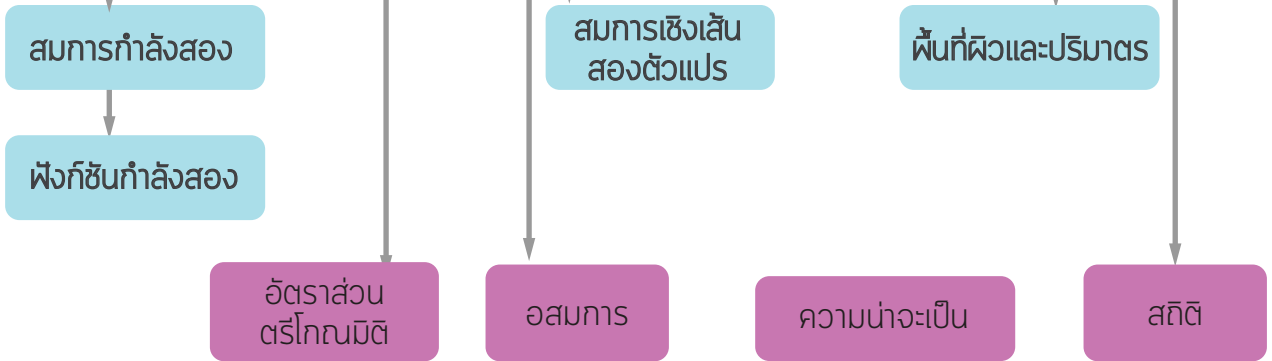 สมการกำลังสอง
สมการเชิงเส้น
สองตัวแปร
พื้นที่ผิวและปริมาตร
ฟังก์ชันกำลังสอง
อัตราส่วน
ตรีโกณมิติ
อสมการ
ความน่าจะเป็น
สถิติ